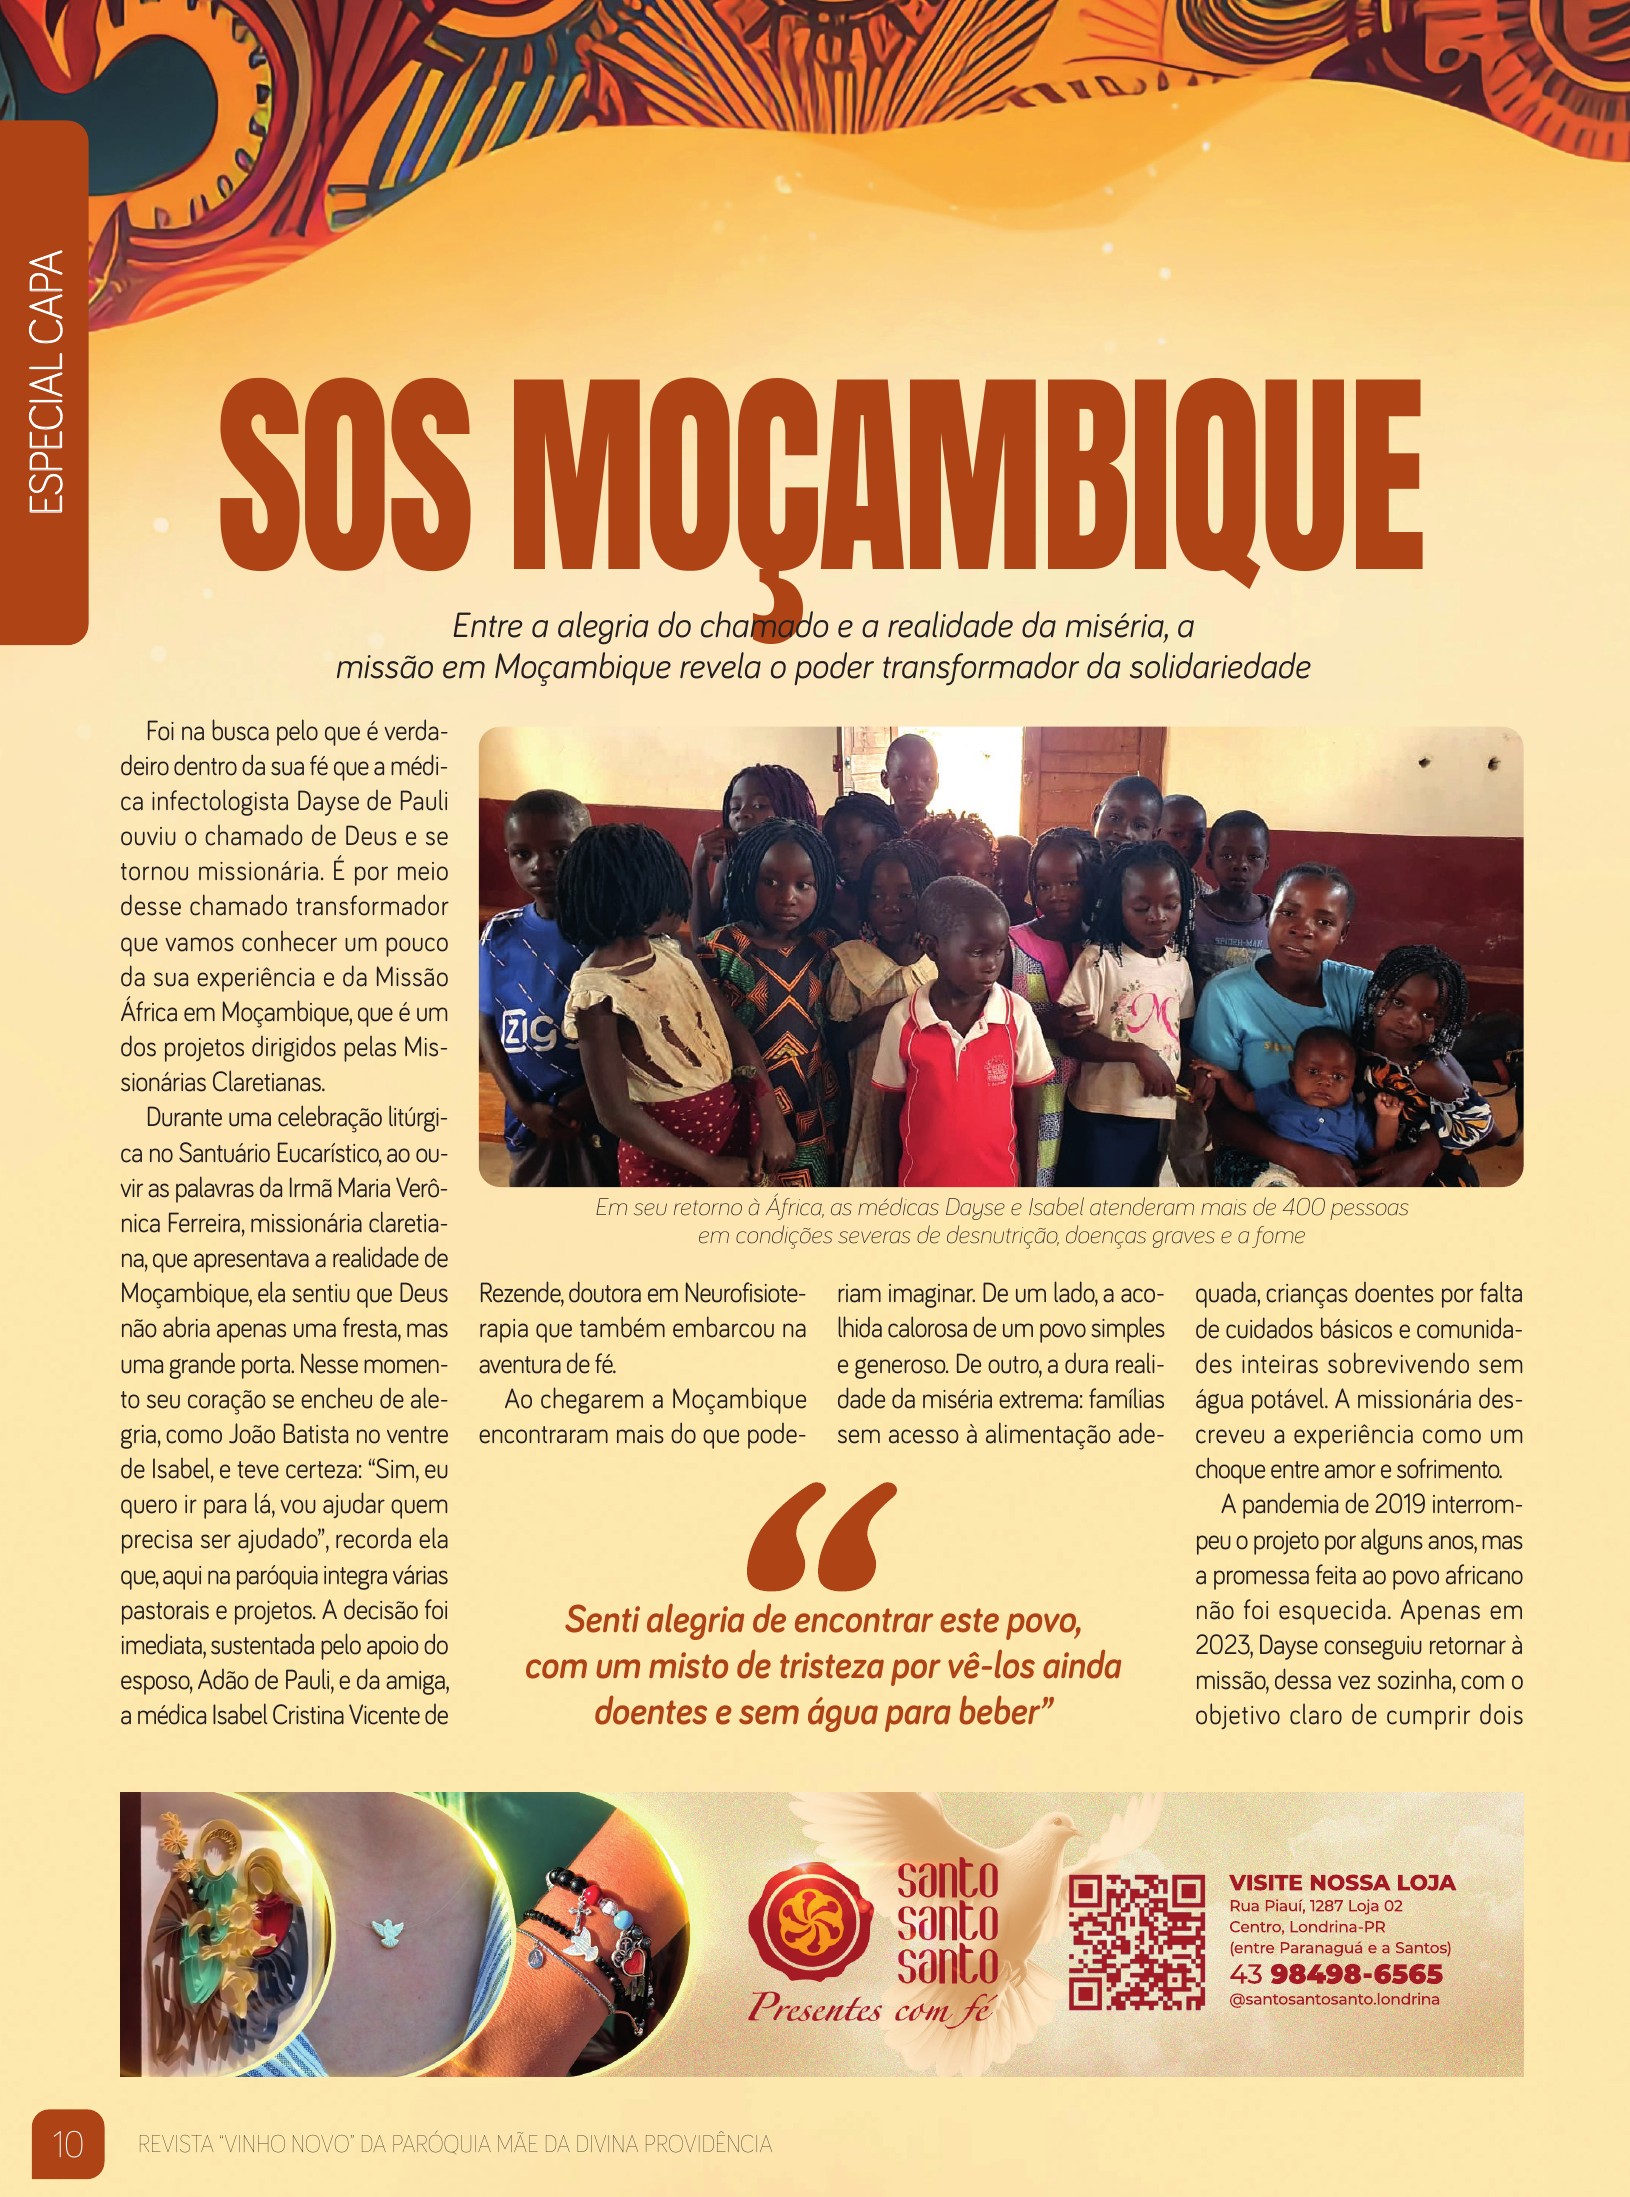 ESPECIAL CAPA
SOS MOÇAMBIQUE
Entre a alegria do chamado e a realidade da miséria, a
missão em Moçambique revela o poder transformador da solidariedade
Foi na busca pelo que é verda-
deiro dentro da sua fé que a médi-
ca infectologista Dayse de Pauli
ouviu o chamado de Deus e se
tornou missionária. É por meio
desse chamado transformador
que vamos conhecer um pouco
da sua experiência e da Missão
África em Moçambique, que é um
dos projetos dirigidos pelas Mis-
sionárias Claretianas.
Durante uma celebração litúrgi-
ca no Santuário Eucarístico, ao ou-
vir as palavras da Irmã Maria Verô-
nica Ferreira, missionária claretia-
na, que apresentava a realidade de
Moçambique, ela sentiu que Deus
não abria apenas uma fresta, mas
uma grande porta. Nesse momen-
to seu coração se encheu de ale-
gria, como João Batista no ventre
de Isabel, e teve certeza: “Sim, eu
quero ir para lá, vou ajudar quem
precisa ser ajudado”, recorda ela
que, aqui na paróquia integra várias
pastorais e projetos. A decisão foi
imediata, sustentada pelo apoio do
esposo, Adão de Pauli, e da amiga,
a médica Isabel Cristina Vicente de
Zigg
SPIDER-MAN
M
Em seu retorno à África, as médicas Dayse e Isabel atenderam mais de 400 pessoas
em condições severas de desnutrição, doenças graves e a fome
Rezende, doutora em Neurofisiote-
rapia que também embarcou na
aventura de fé.
Ao chegarem a Moçambique
encontraram mais do que pode-
riam imaginar. De um lado, a aco-
lhida calorosa de um povo simples
e generoso. De outro, a dura reali-
dade da miséria extrema: famílias
sem acesso à alimentação ade-
quada, crianças doentes por falta
de cuidados básicos e comunida-
des inteiras sobrevivendo sem
água potável. A missionária des-
creveu a experiência como um
choque entre amor e sofrimento.
A pandemia de 2019 interrom-
peu o projeto por alguns anos, mas
a promessa feita ao povo africano
não foi esquecida. Apenas em
2023, Dayse conseguiu retornar à
missão, dessa vez sozinha, com o
objetivo claro de cumprir dois
“
Senti alegria de encontrar este povo,
com um misto de tristeza por vê-los ainda
doentes e sem água para beber”
santo
santo
santo
santo
Presentes com fé
VISITE NOSSA LOJA
Rua Piauí, 1287 Loja 02
Centro, Londrina-PR
(entre Paranaguá e a Santos)
43 98498-6565
@santosantosanto.londrina
10
REVISTA “VINHO NOVO” DA PARÓQUIA MÃE DA DIVINA PROVIDÊNCIA